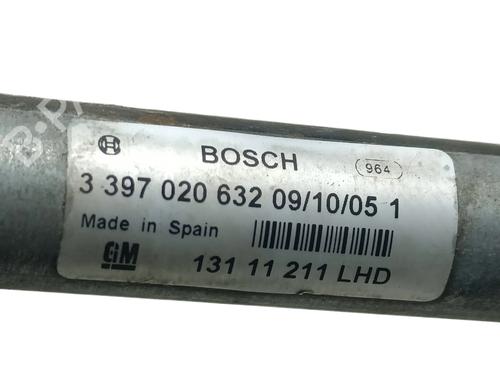 BOSCH 964
3 397 020 632 09/10/05 1
Made in Spain
GM 131 11 211 LHD